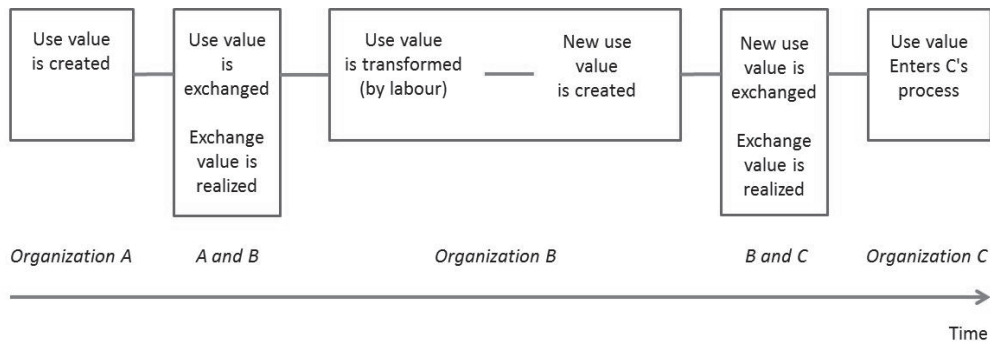 Use value
is created
Use value
is
exchanged
Exchange
value is
realized
Use value
is transformed
(by labour)
New use
value
is created
New use
value is
exchanged
Exchange
value is
realized
Use value
Enters C's
process
Organization A
A and B
Organization B
B and C
Organization C
Time